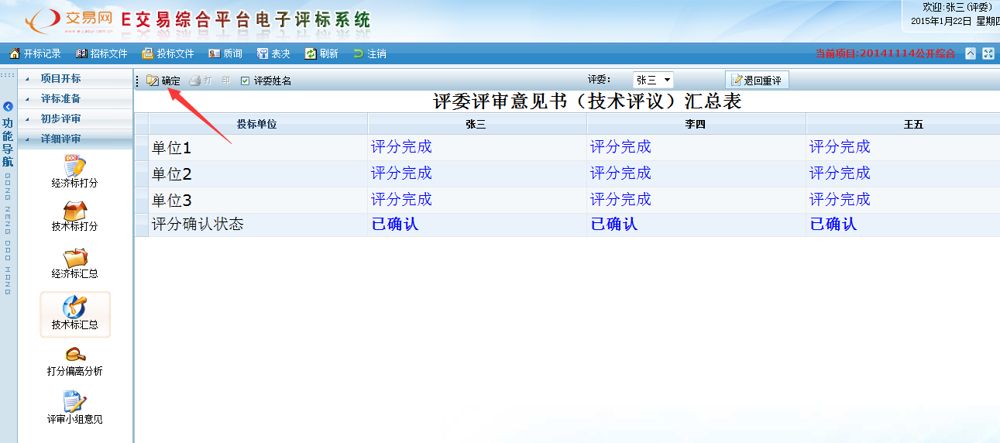 交易网
www.e-jiaoyi.com.cn
E交易综合平台电子评标系统
欢迎:张三(评委)
2015年1月22日 星期四
开标记录 招标文件 投标文件 质询 表决 刷新 注销
当前项目:20141114公开综合
项目开标
评标准备
初步评审
详细评审
功能导航
GONG NENG DAO HANG
经济标打分
技术标打分
经济标汇总
技术标汇总
打分偏离分析
评审小组意见
确定 打 印 评委姓名 评委: 张三 退回重评
评委评审意见书（技术评议）汇总表
投标单位 张三 李四 王五
单位1 评分完成 评分完成 评分完成
单位2 评分完成 评分完成 评分完成
单位3 评分完成 评分完成 评分完成
评分确认状态 已确认 已确认 已确认